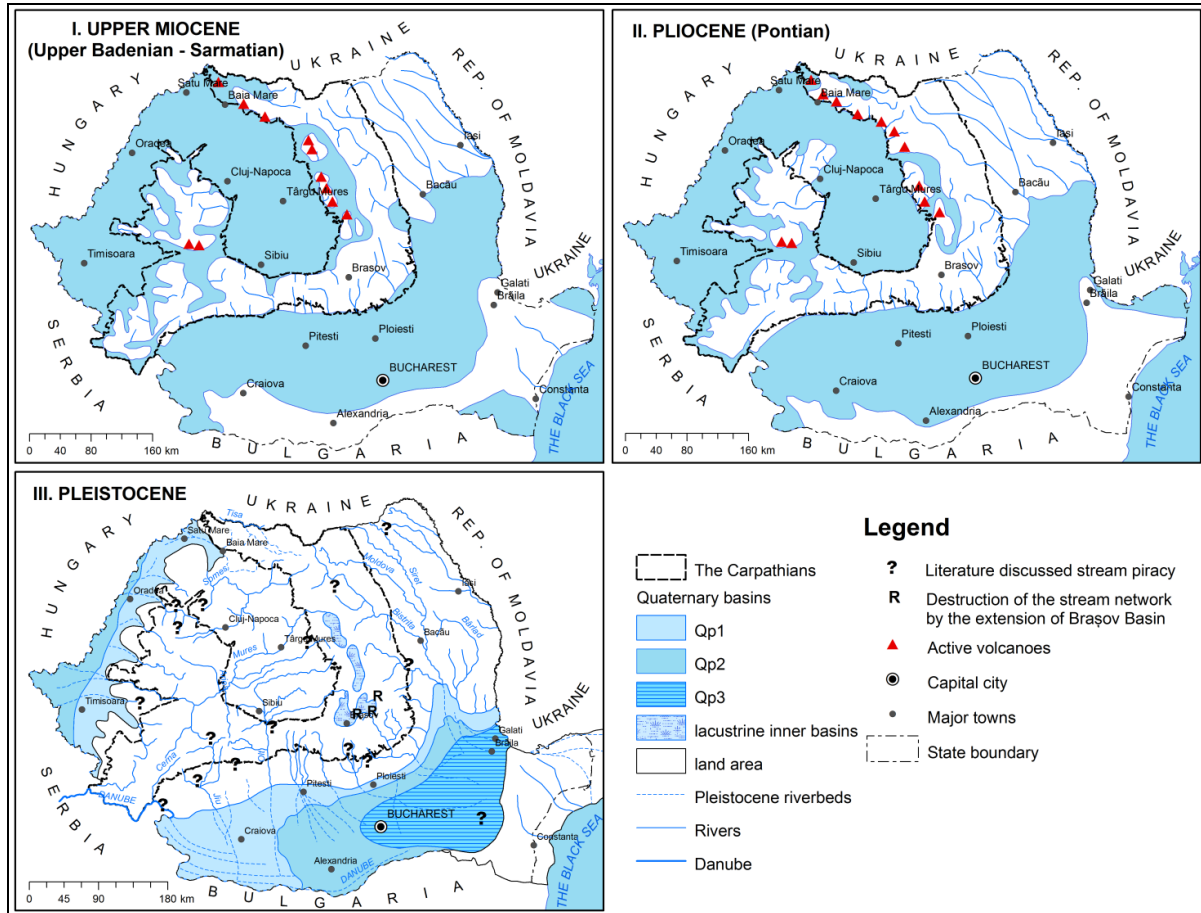 I. UPPER MIOCENE
(Upper Badenian - Sarmatian)
UKRAINE
REP. OF MOLDAVIA
HUNGARY
Satu Mare
Baia Mare
Iasi
Oradea
Cluj-Napoca
Târgu Mures
Bacău
Timisoara
Sibiu
Brasov
UKRAINE
Galati
Brăila
SERBIA
Pitesti
Ploiesti
BUCHAREST
Craiova
Constanta
Alexandria
THE BLACK SEA
BULGARIA
0 40 80 160 km
II. PLIOCENE (Pontian)
UKRAINE
REP. OF MOLDAVIA
HUNGARY
Satu Mare
Baia Mare
Iasi
Oradea
Cluj-Napoca
Târgu Mures
Bacău
Timisoara
Sibiu
Brasov
UKRAINE
Galati
Brăila
SERBIA
Pitesti
Ploiesti
BUCHAREST
Craiova
Constanta
Alexandria
THE BLACK SEA
BULGARIA
0 40 80 160 km
III. PLEISTOCENE
UKRAINE
REP. OF MOLDAVIA
HUNGARY
Tisa
Satu Mare
Baia Mare
?
Somes
Moldova
Siret
Iasi
Oradea
?
?
?
?
Cluj-Napoca
Bistrita
Bârlad
Târgu Mures
?
Bacău
Mures
?
Timisoara
?
Sibiu
R
R R
Brasov
?
?
?
?
UKRAINE
Galati
Brăila
SERBIA
Cerna
?
?
Olt
Jiu
DANUBE
?
Pitesti
Ploiesti
BUCHAREST
?
Craiova
Constanta
Alexandria
DANUBE
THE BLACK SEA
BULGARIA
0 45 90 180 km
Legend
The Carpathians
Quaternary basins
Qp1
Qp2
Qp3
lacustrine inner basins
land area
Pleistocene riverbeds
Rivers
Danube
? Literature discussed stream piracy
R Destruction of the stream network
by the extension of Brașov Basin
Active volcanoes
Capital city
Major towns
State boundary